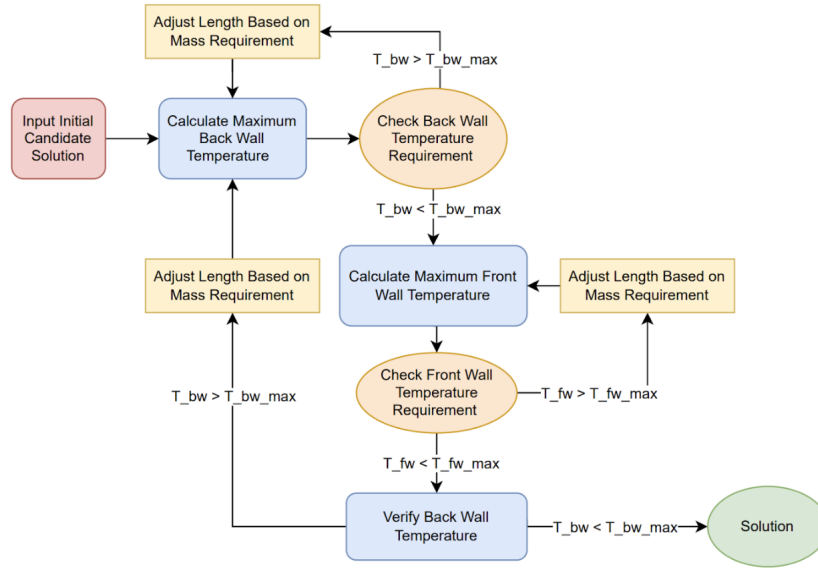 Adjust Length Based on
Mass Requirement
T_bw > T_bw_max
Input Initial
Candidate
Solution
Calculate Maximum
Back Wall
Temperature
Check Back Wall
Temperature
Requirement
T_bw < T_bw_max
Adjust Length Based on
Mass Requirement
Calculate Maximum Front
Wall Temperature
Adjust Length Based on
Mass Requirement
T_bw > T_bw_max
Check Front Wall
Temperature
Requirement
T_fw > T_fw_max
T_fw < T_fw_max
Verify Back Wall
Temperature
T_bw < T_bw_max
Solution